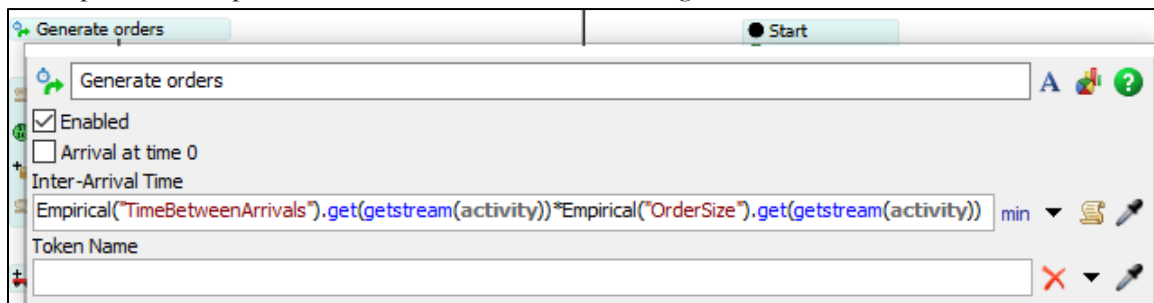 Generate orders
Start
Generate orders
A
Enabled
Arrival at time 0
Inter-Arrival Time
Empirical("TimeBetweenArrivals").get(getstream(activity))*Empirical("OrderSize").get(getstream(activity)) min
Token Name